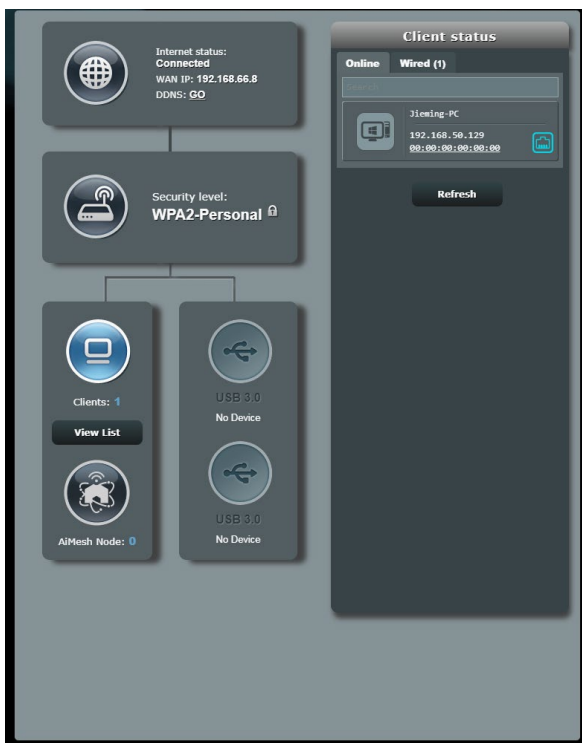 Internet status:
Connected
WAN IP: 192.168.66.8
DDNS: GO
Security level:
WPA2-Personal
Clients: 1
View List
AiMesh Node: 0
USB 3.0
No Device
USB 3.0
No Device
Client status
Online Wired (1)
Search
Jieming-PC
192.168.50.129
00:00:00:00:00:00
Refresh